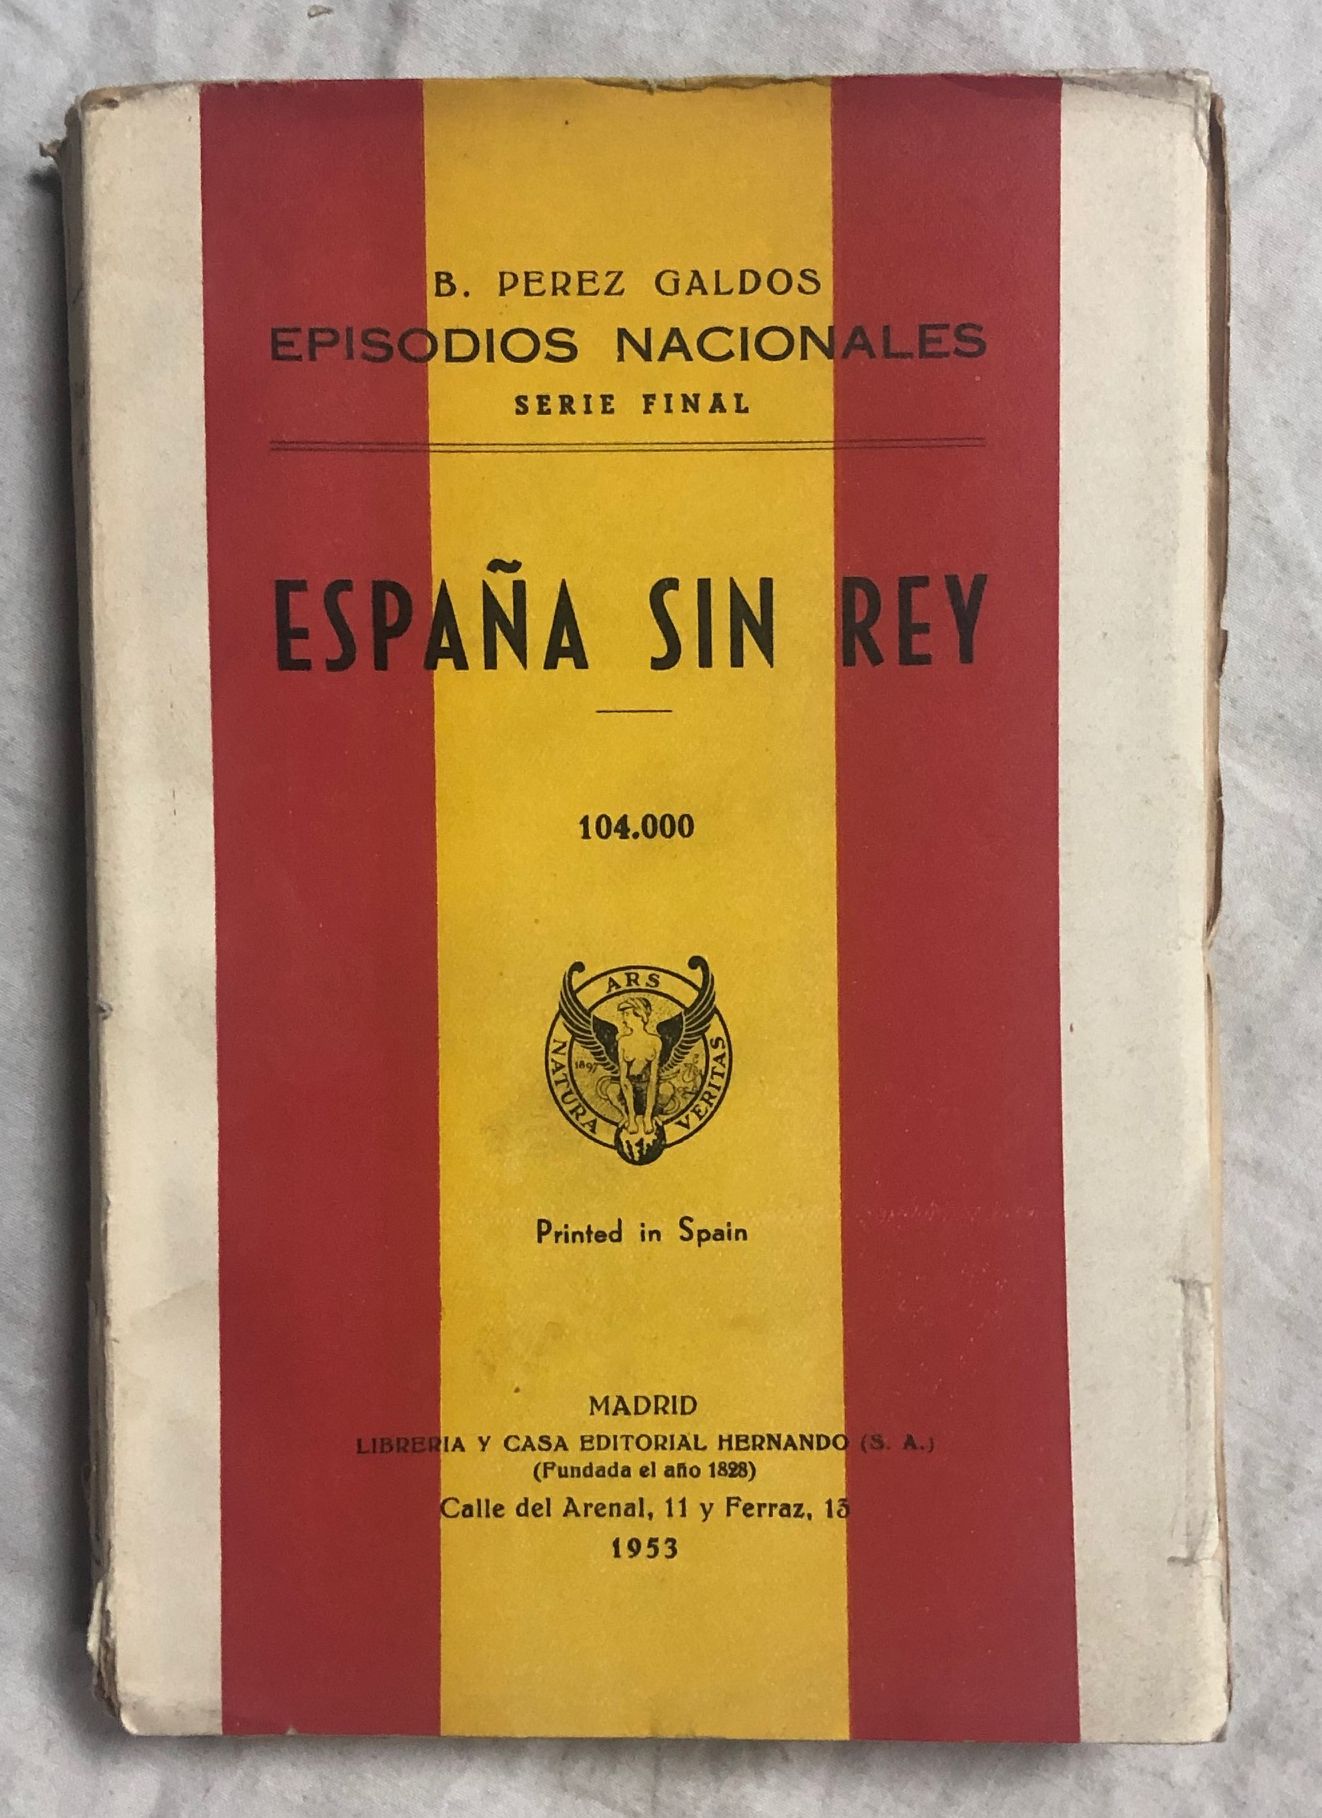 B. PEREZ GALDOS
EPISODIOS NACIONALES
SERIE FINAL
ESPAÑA SIN REY
104.000
ARS
NATURA
VERITAS
1897
Printed in Spain
MADRID
LIBRERIA Y CASA EDITORIAL HERNANDO (S. A.)
(Fundada el año 1828)
Calle del Arenal, 11 y Ferraz, 13
1953